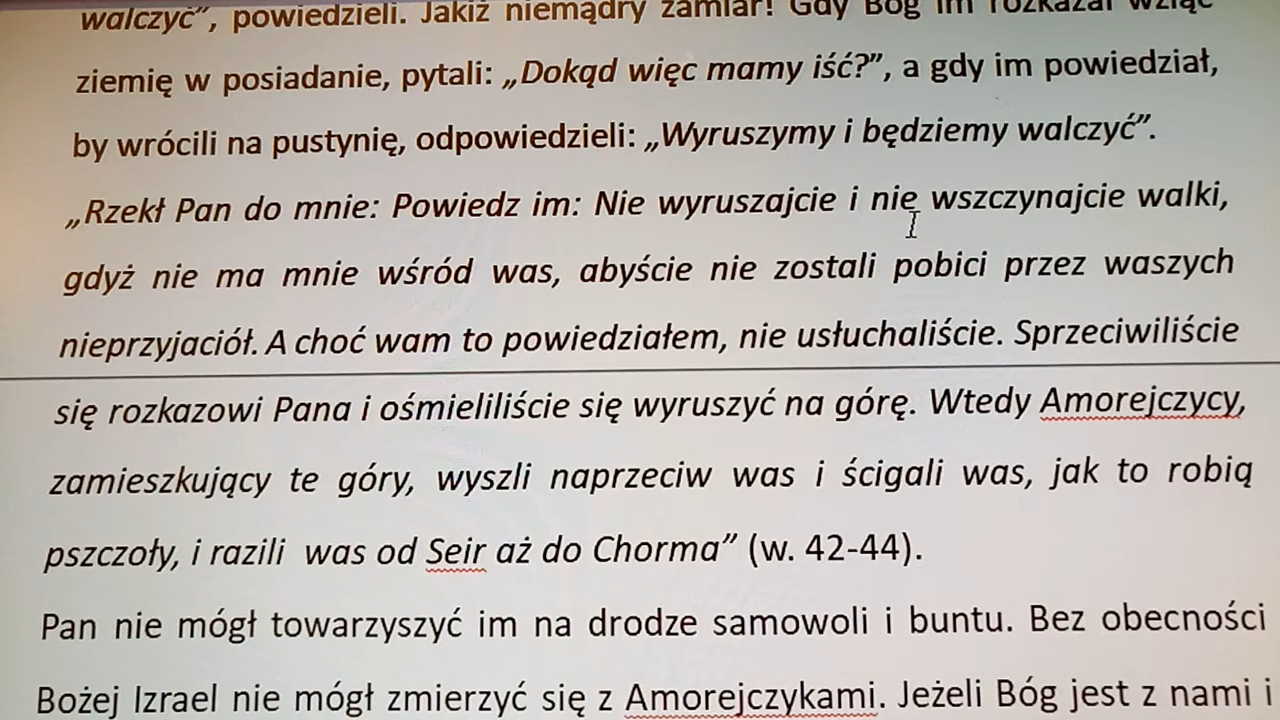 walczyć”, powiedzieli. Jakiż niemądry zamiar! Gdy Bóg im rozkazał wziąć
ziemię w posiadanie, pytali: „Dokąd więc mamy iść?”, a gdy im powiedział,
by wrócili na pustynię, odpowiedzieli: „Wyruszymy i będziemy walczyć”.
„Rzekł Pan do mnie: Powiedz im: Nie wyruszajcie i nie wszczynajcie walki,
gdyż nie ma mnie wśród was, abyście nie zostali pobici przez waszych
nieprzyjaciół. A choć wam to powiedziałem, nie usłuchaliście. Sprzeciwiliście
się rozkazowi Pana i ośmieliliście się wyruszyć na górę. Wtedy Amorejczycy,
zamieszkujący te góry, wyszli naprzeciw was i ścigali was, jak to robią
pszczoły, i razili was od Seir aż do Chorma” (w. 42-44).
Pan nie mógł towarzyszyć im na drodze samowoli i buntu. Bez obecności
Bożej Izrael nie mógł zmierzyć się z Amorejczykami. Jeżeli Bóg jest z nami i